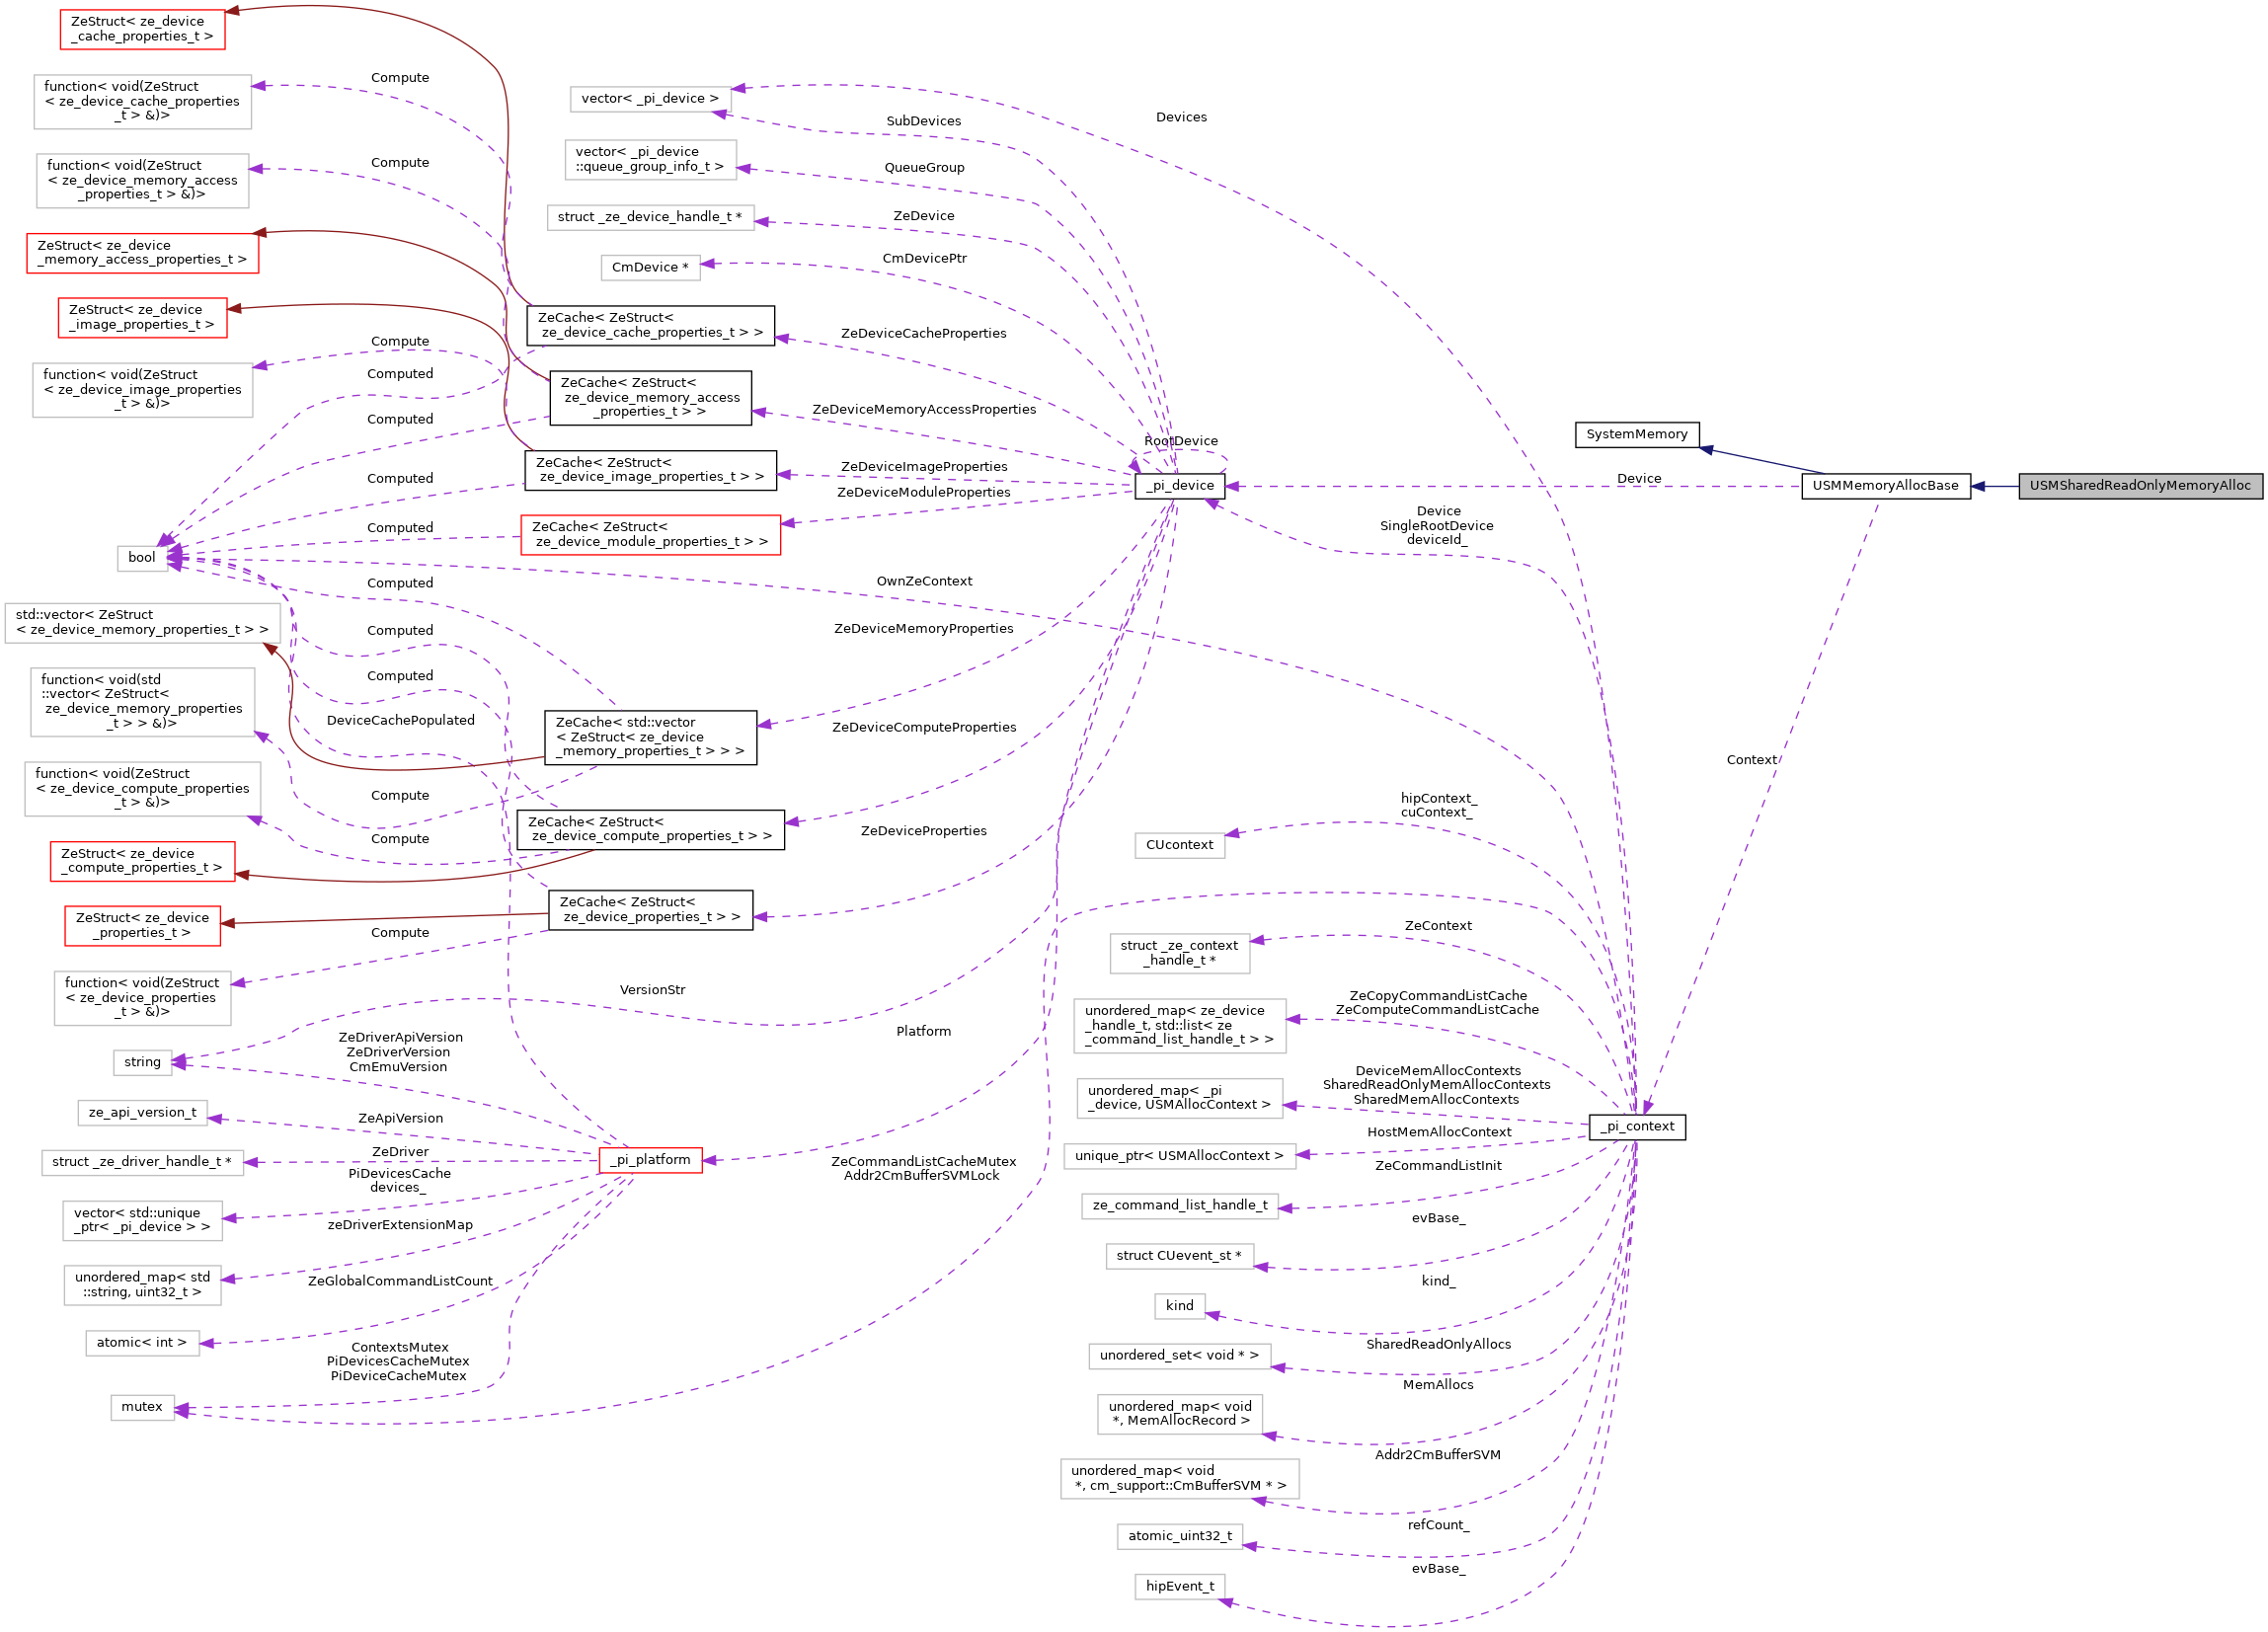 ZeStruct< ze_device
_cache_properties_t >
function< void(ZeStruct
< ze_device_cache_properties
_t > &)>
function< void(ZeStruct
< ze_device_memory_access
_properties_t > &)>
ZeStruct< ze_device
_memory_access_properties_t >
ZeStruct< ze_device
_image_properties_t >
function< void(ZeStruct
< ze_device_image_properties
_t > &)>
bool
std::vector< ZeStruct
< ze_device_memory_properties_t > >
function< void(std
::vector< ZeStruct<
ze_device_memory_properties
_t > > &)>
function< void(ZeStruct
< ze_device_compute_properties
_t > &)>
ZeStruct< ze_device
_compute_properties_t >
ZeStruct< ze_device
_properties_t >
function< void(ZeStruct
< ze_device_properties
_t > &)>
string
ze_api_version_t
struct _ze_driver_handle_t *
vector< std::unique
_ptr< _pi_device > >
unordered_map< std
::string, uint32_t >
atomic< int >
mutex
Compute
Compute
Compute
Computed
Computed
Computed
Computed
Computed
Computed
Computed
DeviceCachePopulated
Compute
Compute
Compute
ZeDriverApiVersion
ZeDriverVersion
CmEmuVersion
ZeApiVersion
ZeDriver
PiDevicesCache
devices_
zeDriverExtensionMap
ZeGlobalCommandListCount
ContextsMutex
PiDevicesCacheMutex
PiDeviceCacheMutex
vector< _pi_device >
vector< _pi_device
::queue_group_info_t >
struct _ze_device_handle_t *
CmDevice *
ZeCache< ZeStruct<
ze_device_cache_properties_t > >
ZeCache< ZeStruct<
ze_device_memory_access
_properties_t > >
ZeCache< ZeStruct<
ze_device_image_properties_t > >
ZeCache< ZeStruct<
ze_device_module_properties_t > >
ZeCache< std::vector
< ZeStruct< ze_device
_memory_properties_t > > >
ZeCache< ZeStruct<
ze_device_compute_properties_t > >
ZeCache< ZeStruct<
ze_device_properties_t > >
VersionStr
_pi_platform
SubDevices
QueueGroup
ZeDevice
CmDevicePtr
ZeDeviceCacheProperties
ZeDeviceMemoryAccessProperties
ZeDeviceImageProperties
ZeDeviceModuleProperties
OwnZeContext
ZeDeviceMemoryProperties
ZeDeviceComputeProperties
ZeDeviceProperties
Platform
ZeCommandListCacheMutex
Addr2CmBufferSVMLock
Devices
RootDevice
_pi_device
CUcontext
struct _ze_context
_handle_t *
unordered_map< ze_device
_handle_t, std::list< ze
_command_list_handle_t > >
unordered_map< _pi
_device, USMAllocContext >
unique_ptr< USMAllocContext >
ze_command_list_handle_t
struct CUevent_st *
kind
unordered_set< void * >
unordered_map< void
*, MemAllocRecord >
unordered_map< void
*, cm_support::CmBufferSVM * >
atomic_uint32_t
hipEvent_t
Device
SingleRootDevice
deviceId_
hipContext_
cuContext_
ZeContext
ZeCopyCommandListCache
ZeComputeCommandListCache
DeviceMemAllocContexts
SharedReadOnlyMemAllocContexts
SharedMemAllocContexts
HostMemAllocContext
ZeCommandListInit
evBase_
kind_
SharedReadOnlyAllocs
MemAllocs
Addr2CmBufferSVM
refCount_
evBase_
SystemMemory
Device
Context
_pi_context
USMMemoryAllocBase
USMSharedReadOnlyMemoryAlloc